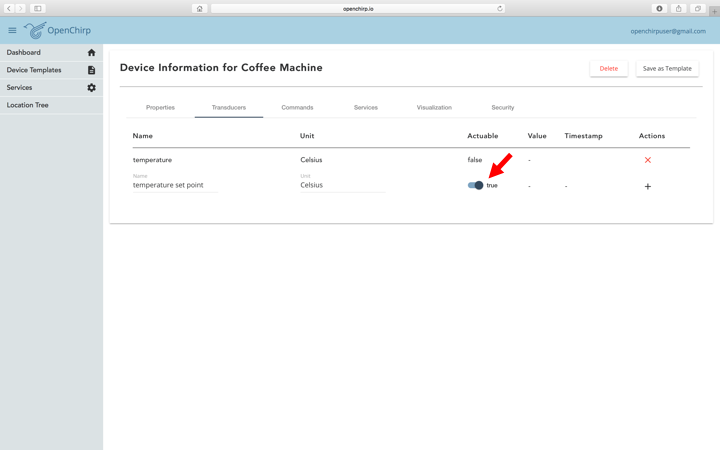 openchirp.io
OpenChirp
openchirpuser@gmail.com
Dashboard
Device Templates
Services
Location Tree
Device Information for Coffee Machine
Delete
Save as Template
Properties Transducers Commands Services Visualization Security
Name Unit Actuable Value Timestamp Actions
temperature Celsius false -
Name Unit
temperature set point Celsius true - -